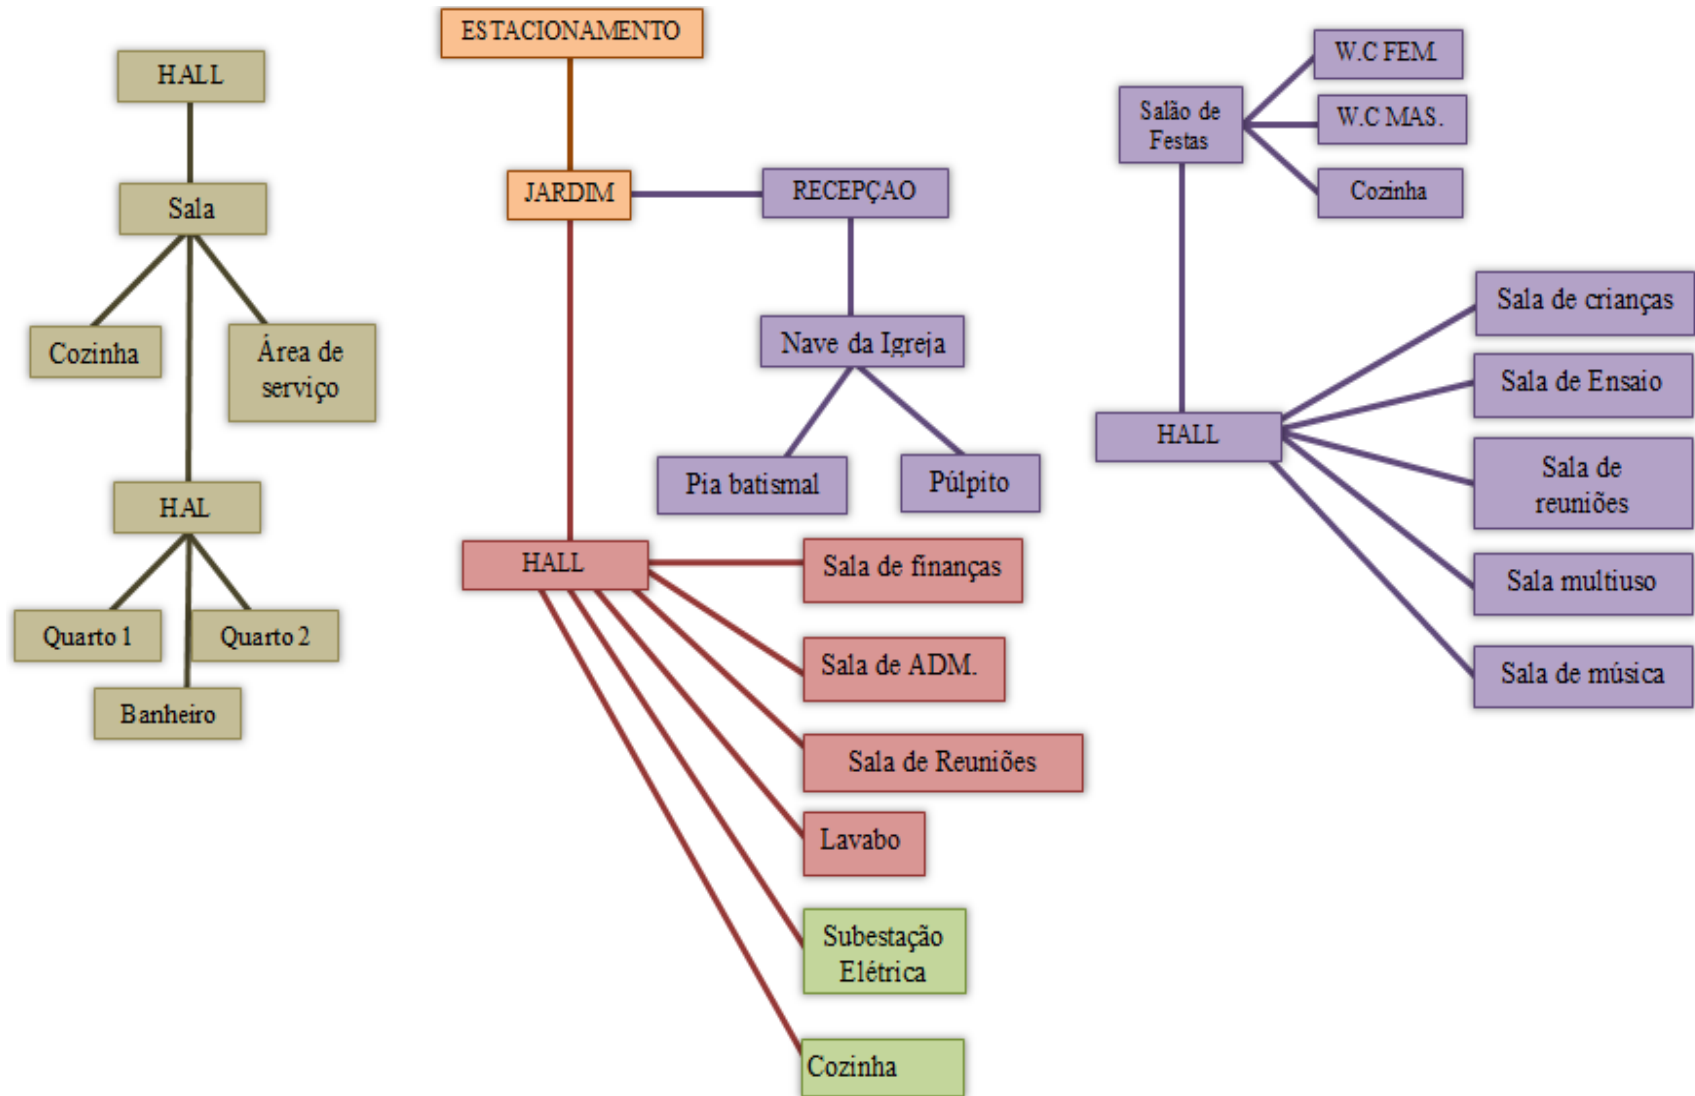 HALL
Sala
Cozinha
Área de
serviço
HAL
Quarto 1
Quarto 2
Banheiro
ESTACIONAMENTO
JARDIM
RECEPÇAO
Nave da Igreja
Pia batismal
Púlpito
HALL
Sala de finanças
Sala de ADM.
Sala de Reuniões
Lavabo
Subestação
Elétrica
Cozinha
Salão de
Festas
W.C FEM.
W.C MAS.
Cozinha
HALL
Sala de crianças
Sala de Ensaio
Sala de
reuniões
Sala multiuso
Sala de música